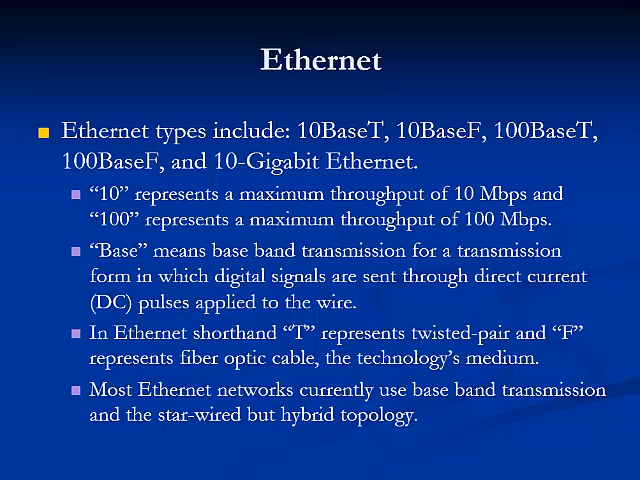 Ethernet
Ethernet types include: 10BaseT, 10BaseF, 100BaseT,
100BaseF, and 10-Gigabit Ethernet.
“10” represents a maximum throughput of 10 Mbps and
“100” represents a maximum throughput of 100 Mbps.
“Base” means base band transmission for a transmission
form in which digital signals are sent through direct current
(DC) pulses applied to the wire.
In Ethernet shorthand “T” represents twisted-pair and “F”
represents fiber optic cable, the technology’s medium.
Most Ethernet networks currently use base band transmission
and the star-wired but hybrid topology.